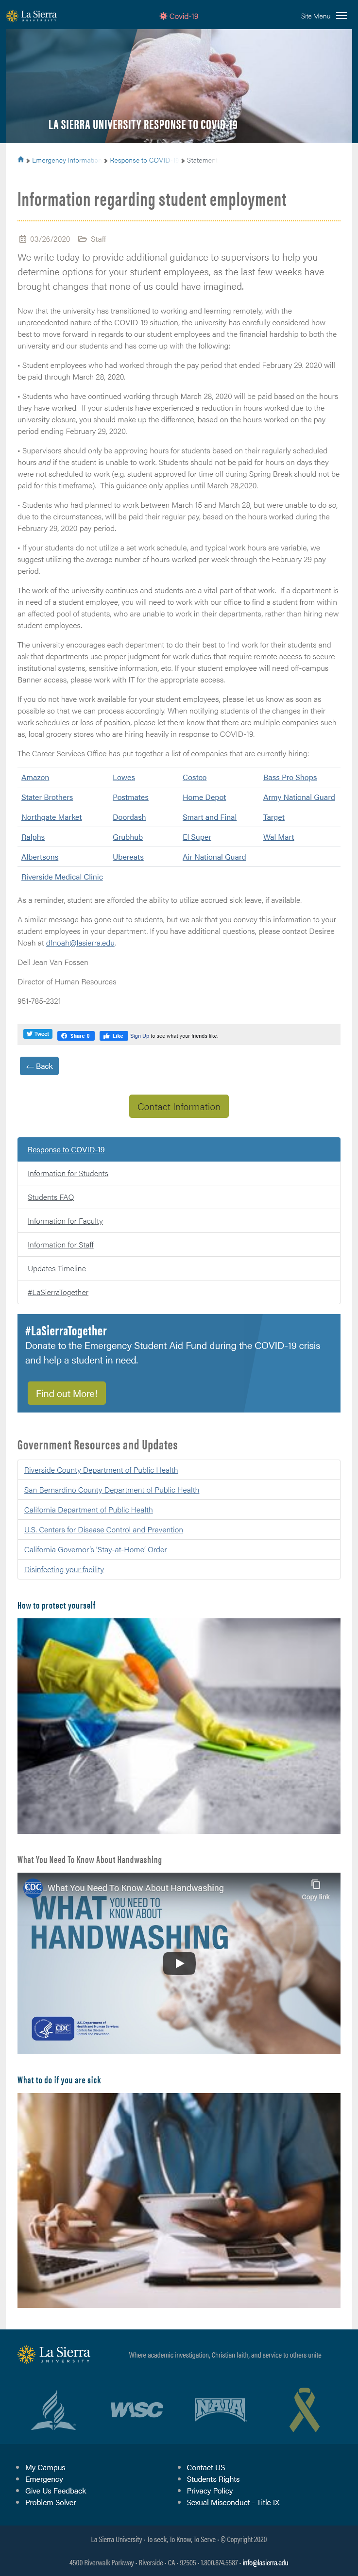 La Sierra
UNIVERSITY
Covid-19
Site Menu
LA SIERRA UNIVERSITY RESPONSE TO COVID-19
Emergency Information
Response to COVID-
Statemen
Information regarding student employment
03/26/2020 Staff
We write today to provide additional guidance to supervisors to help you
determine options for your student employees, as the last few weeks have
brought changes that none of us could have imagined.
Now that the university has transitioned to working and learning remotely, with the
unprecedented nature of the COVID-19 situation, the university has carefully considered how
best to move forward in regards to our student employees and the financial hardship to both the
university and our students and has come up with the following:
• Student employees who had worked through the pay period that ended February 29. 2020 will
be paid through March 28, 2020.
• Students who have continued working through March 28, 2020 will be paid based on the hours
they have worked.  If your students have experienced a reduction in hours worked due to the
university closure, you should make up the difference, based on the hours worked on the pay
period ending February 29, 2020.
• Supervisors should only be approving hours for students based on their regularly scheduled
hours and if the student is unable to work. Students should not be paid for hours on days they
were not scheduled to work (e.g. student approved for time off during Spring Break should not be
paid for this timeframe).  This guidance only applies until March 28,2020.
• Students who had planned to work between March 15 and March 28, but were unable to do so,
due to the circumstances, will be paid their regular pay, based on the hours worked during the
February 29, 2020 pay period.
• If your students do not utilize a set work schedule, and typically work various hours, we
suggest utilizing the average number of hours worked per week through the February 29 pay
period.
The work of the university continues and students are a vital part of that work.  If a department is
in need of a student employee, you will need to work with our office to find a student from within
an affected department, who are unable to work in their departments, rather than hiring new
student employees.
The university encourages each department to do their best to find work for their students and
ask that departments use proper judgment for work duties that require remote access to secure
institutional systems, sensitive information, etc. If your student employee will need off-campus
Banner access, please work with IT for the appropriate access.
If you do not have work available for your student employees, please let us know as soon as
possible so that we can process accordingly. When notifying students of changes in their work
work schedules or loss of position, please let them know that there are multiple companies such
as, local grocery stores who are hiring heavily in response to COVID-19.
The Career Services Office has put together a list of companies that are currently hiring:
Amazon Lowes Costco Bass Pro Shops
Stater Brothers Postmates Home Depot Army National Guard
Northgate Market Doordash Smart and Final Target
Ralphs Grubhub El Super Wal Mart
Albertsons Ubereats Air National Guard
Riverside Medical Clinic
As a reminder, student are afforded the ability to utilize accrued sick leave, if available.
A similar message has gone out to students, but we ask that you convey this information to your
student employees in your department. If you have additional questions, please contact Desiree
Noah at dfnoah@lasierra.edu.
Dell Jean Van Fossen
Director of Human Resources
951-785-2321
Tweet
Share 0
Like
Sign Up to see what your friends like.
← Back
Contact Information
Response to COVID-19
Information for Students
Students FAQ
Information for Faculty
Information for Staff
Updates Timeline
#LaSierraTogether
#LaSierraTogether
Donate to the Emergency Student Aid Fund during the COVID-19 crisis
and help a student in need.
Find out More!
Government Resources and Updates
Riverside County Department of Public Health
San Bernardino County Department of Public Health
California Department of Public Health
U.S. Centers for Disease Control and Prevention
California Governor's 'Stay-at-Home' Order
Disinfecting your facility
How to protect yourself
What You Need To Know About Handwashing
CDC
What You Need To Know About Handwashing
Copy link
WHAT YOU NEED TO KNOW ABOUT
HANDWASHING
U.S. Department of Health and Human Services
CDC
What to do if you are sick
La Sierra
UNIVERSITY
Where academic investigation, Christian faith, and service to others unite
WASC
NAIA
My Campus
Emergency
Give Us Feedback
Problem Solver
Contact US
Students Rights
Privacy Policy
Sexual Misconduct - Title IX
La Sierra University • To seek, To Know, To Serve • © Copyright 2020
4500 Riverwalk Parkway • Riverside • CA • 92505 • 1.800.874.5587 • info@lasierra.edu